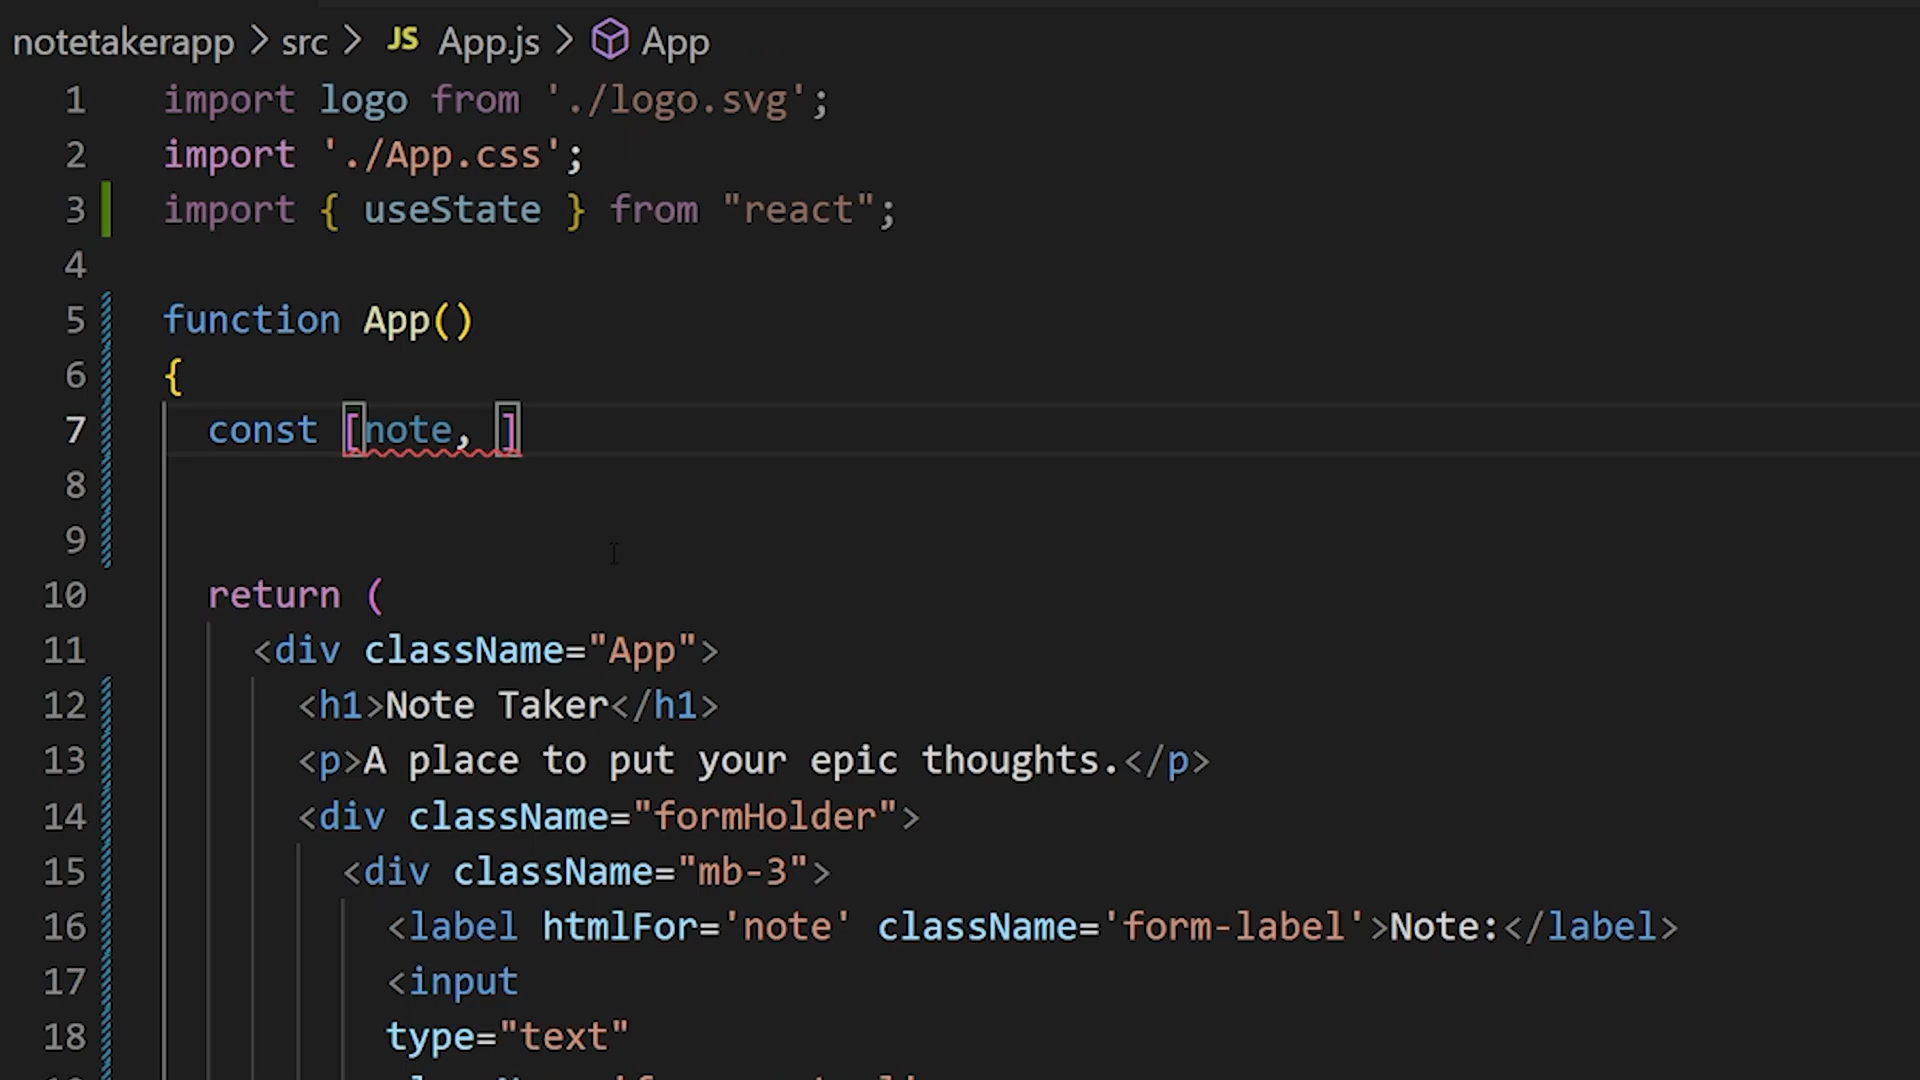 notetakerapp > src > JS App.js > App
1 import logo from './logo.svg';
2 import './App.css';
3 import { useState } from "react";
4
5 function App()
6 {
7 const [note, ]
8
9
10 return (
11 <div className="App">
12 <h1>Note Taker</h1>
13 <p>A place to put your epic thoughts.</p>
14 <div className="formHolder">
15 <div className="mb-3">
16 <label htmlFor='note' className='form-label'>Note:</label>
17 <input
18 type="text"